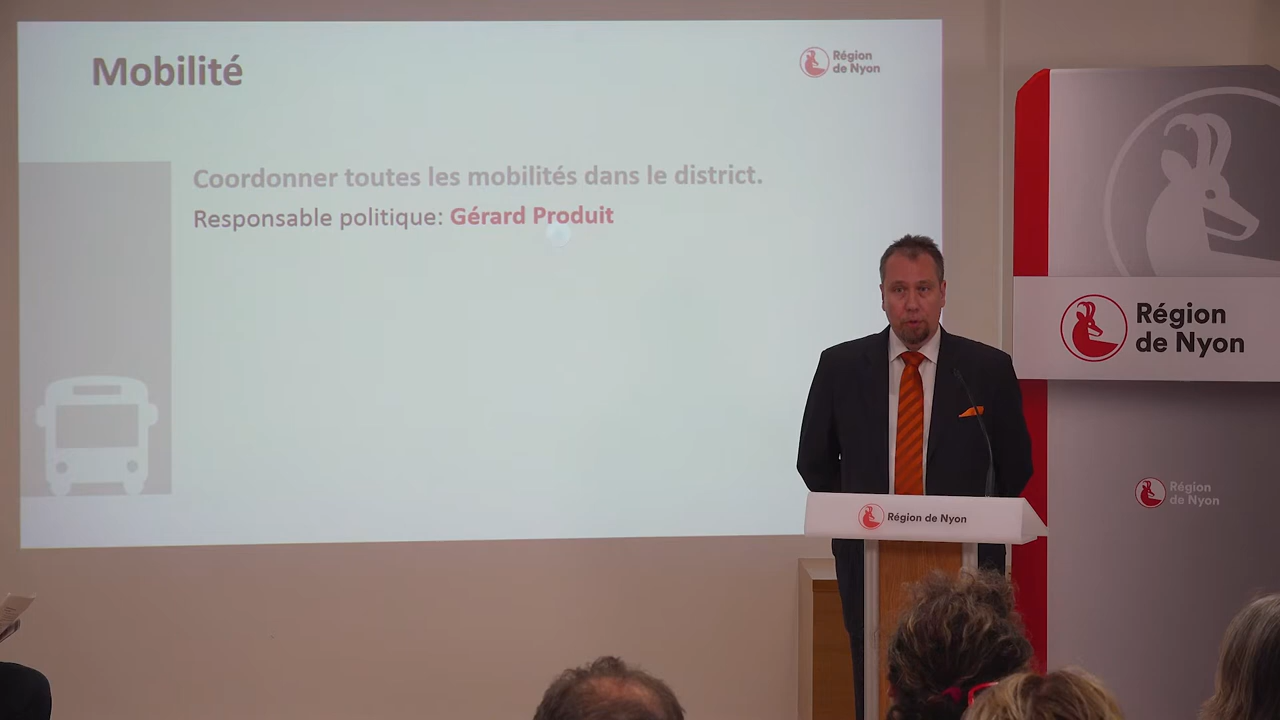 Mobilité
Région
de Nyon
Coordonner toutes les mobilités dans le district.
Responsable politique: Gérard Produit
Région
de Nyon
Région
de Nyon
Région de Nyon